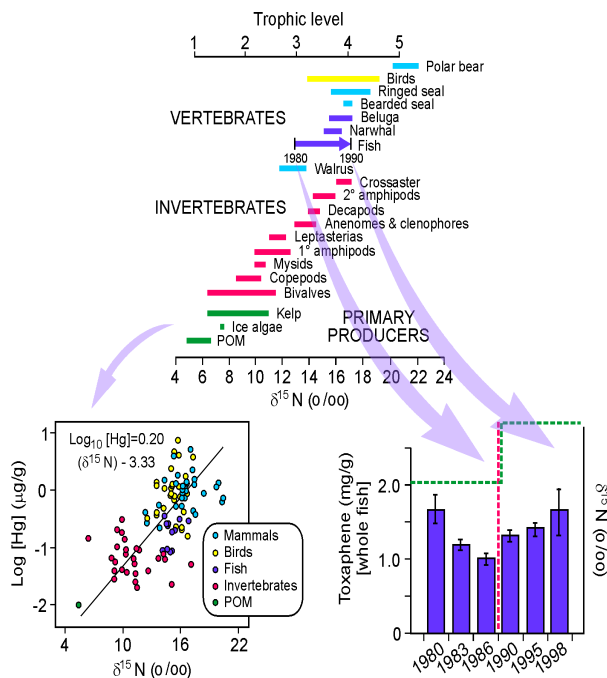 Trophic level
1 2 3 4 5
Polar bear
Birds
Ringed seal
Bearded seal
VERTEBRATES
Beluga
Narwhal
Fish
1980 1990
Walrus
Crossaster
2° amphipods
INVERTEBRATES
Decapods
Anenomes & clenophores
Leptasterias
1° amphipods
Mysids
Copepods
Bivalves
Kelp
PRIMARY
PRODUCERS
Ice algae
POM
4 6 8 10 12 14 16 18 20 22 24
δ15 N (o/oo)
Log10 [Hg]=0.20
(δ15 N) - 3.33
Log [Hg] (µg/g)
1
0
-1
-2
Mammals
Birds
Fish
Invertebrates
POM
4 10 16 22
δ15 N (o/oo)
Toxaphene (mg/g)
[whole fish]
2.0
1.0
0
δ15 N (o/oo)
1980 1983 1986 1990 1995 1998